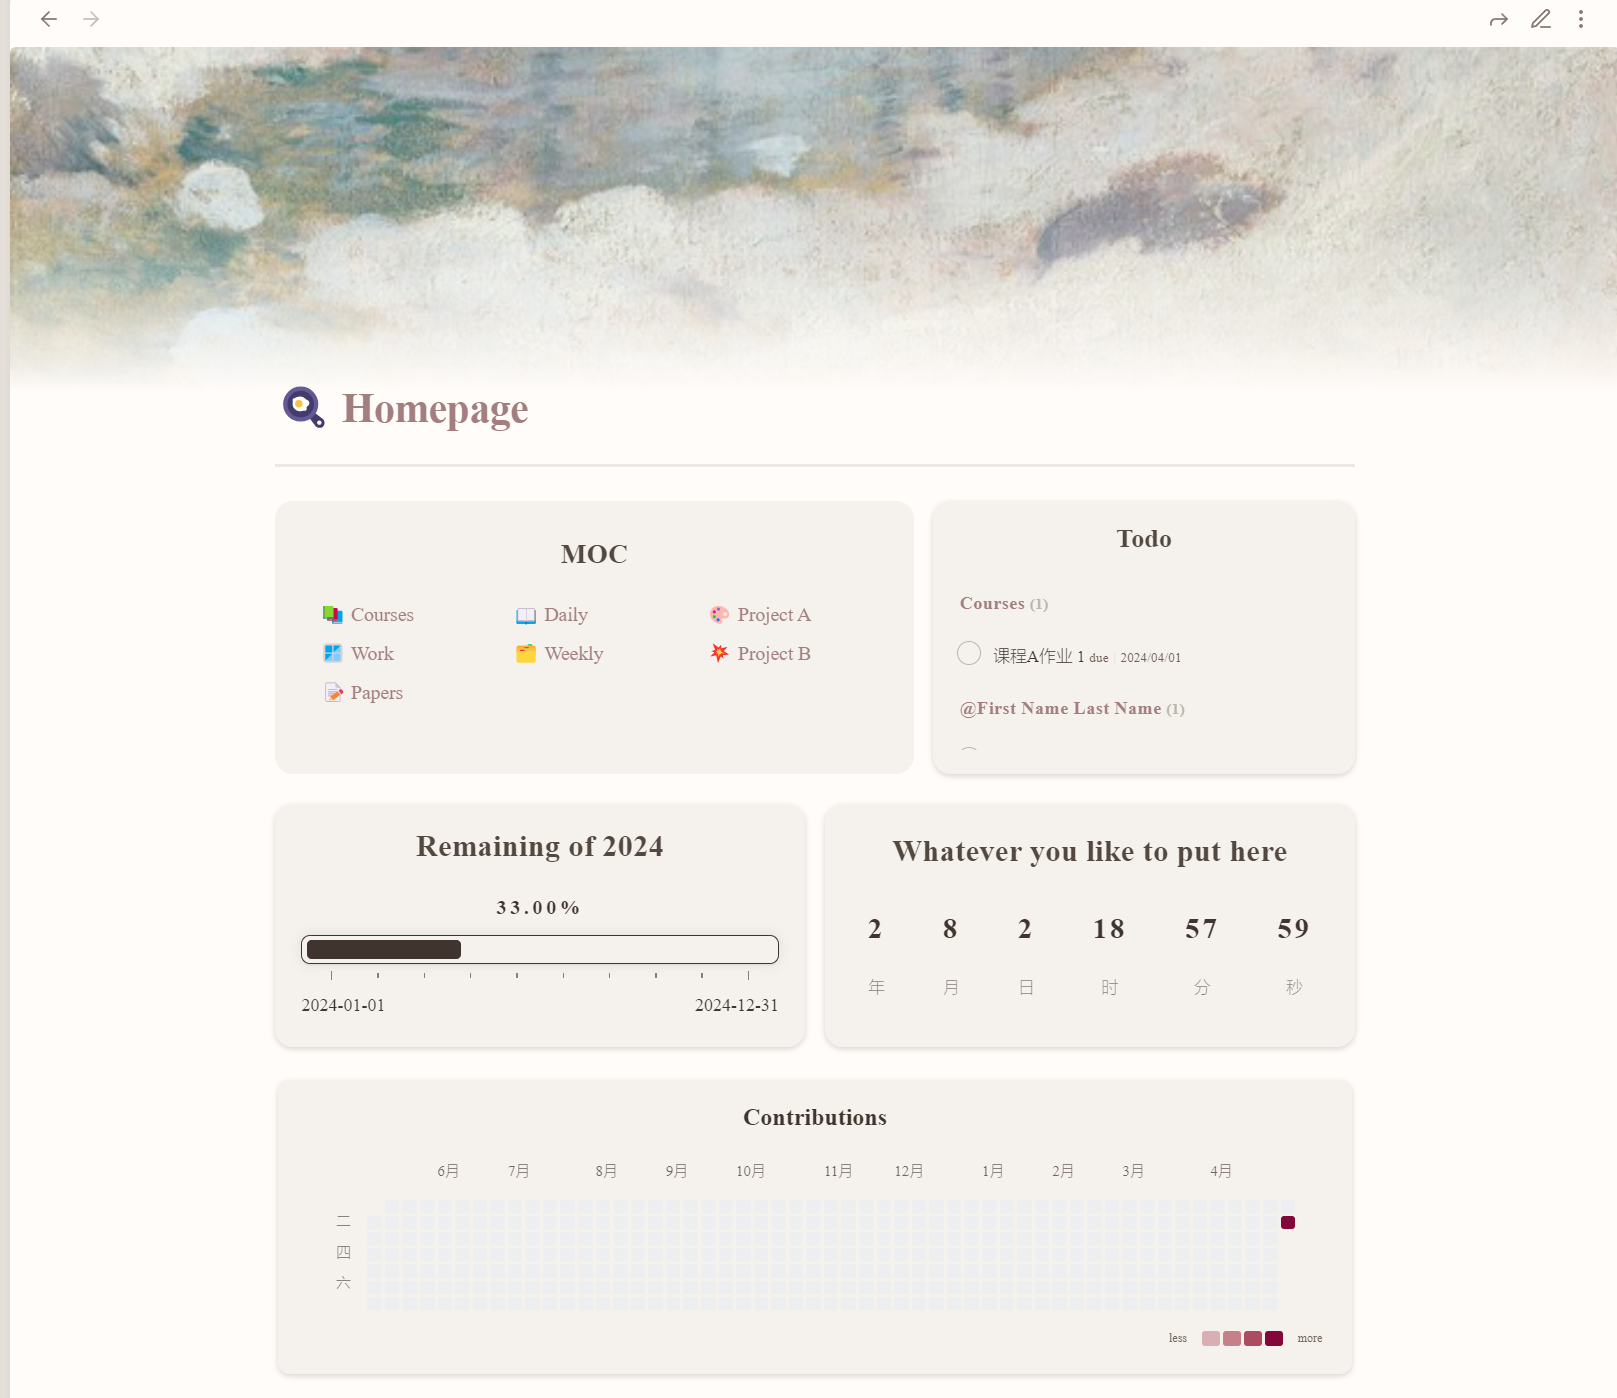 Homepage
MOC
Courses
Daily
Project A
Work
Weekly
Project B
Papers
Todo
Courses (1)
课程A作业 1 due 2024/04/01
@First Name Last Name (1)
Remaining of 2024
33.00%
2024-01-01 2024-12-31
Whatever you like to put here
2 8 2 18 57 59
年 月 日 时 分 秒
Contributions
6月 7月 8月 9月 10月 11月 12月 1月 2月 3月 4月
二
四
六
less more